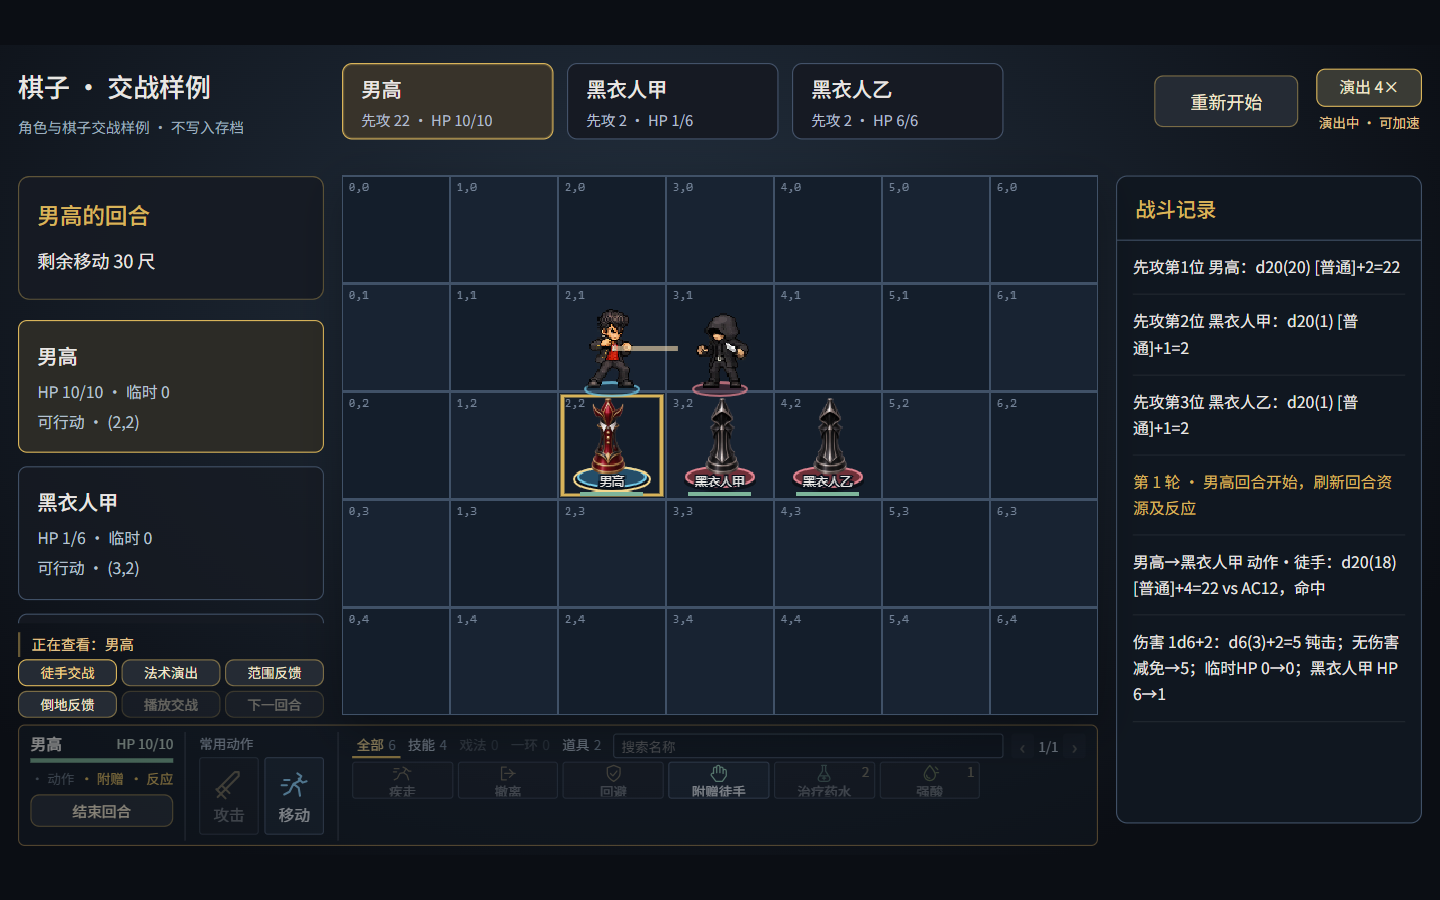 棋子 · 交战样例
角色与棋子交战样例 · 不写入存档
男高
先攻 22 · HP 10/10
黑衣人甲
先攻 2 · HP 1/6
黑衣人乙
先攻 2 · HP 6/6
重新开始
演出 4×
演出中 · 可加速
男高的回合
剩余移动 30 尺
男高
HP 10/10 · 临时 0
可行动 · (2,2)
黑衣人甲
HP 1/6 · 临时 0
可行动 · (3,2)
正在查看：男高
徒手交战 法术演出 范围反馈
倒地反馈 播放交战 下一回合
0,0 1,0 2,0 3,0 4,0 5,0 6,0
0,1 1,1 2,1 3,1 4,1 5,1 6,1
0,2 1,2 2,2 3,2 4,2 5,2 6,2
男高 黑衣人甲 黑衣人乙
0,3 1,3 2,3 3,3 4,3 5,3 6,3
0,4 1,4 2,4 3,4 4,4 5,4 6,4
战斗记录
先攻第1位 男高：d20(20) [普通]+2=22
先攻第2位 黑衣人甲：d20(1) [普
通]+1=2
先攻第3位 黑衣人乙：d20(1) [普
通]+1=2
第 1 轮 · 男高回合开始，刷新回合资
源及反应
男高→黑衣人甲 动作·徒手：d20(18)
[普通]+4=22 vs AC12，命中
伤害 1d6+2：d6(3)+2=5 钝击；无伤害
减免→5；临时HP 0→0；黑衣人甲 HP
6→1
男高 HP 10/10
· 动作 · 附赠 · 反应
结束回合
常用动作
攻击 移动
全部 6 技能 4 戏法 0 一环 0 道具 2 搜索名称 ‹ 1/1 ›
疾走 撤离 回避 附赠徒手 治疗药水 2 强酸 1